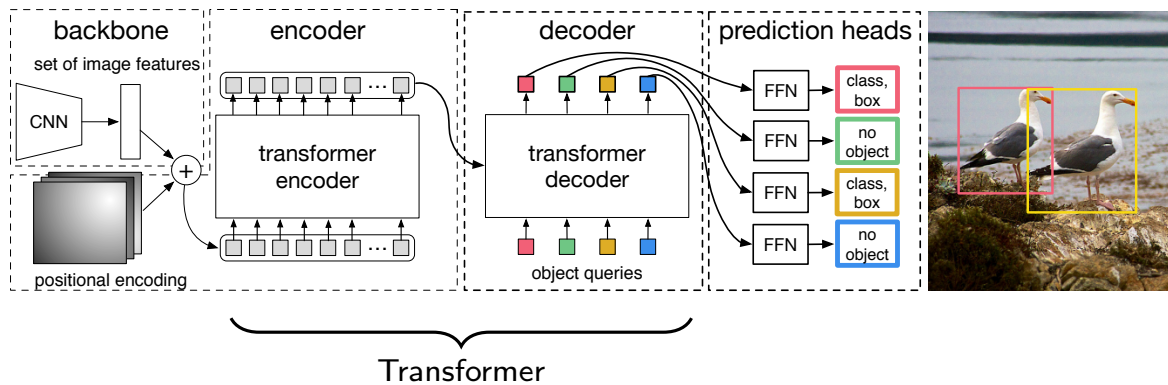 backbone
set of image features
CNN
+
positional encoding
encoder
...
transformer
encoder
...
decoder
transformer
decoder
object queries
prediction heads
FFN
class,
box
FFN
no
object
FFN
class,
box
FFN
no
object
Transformer